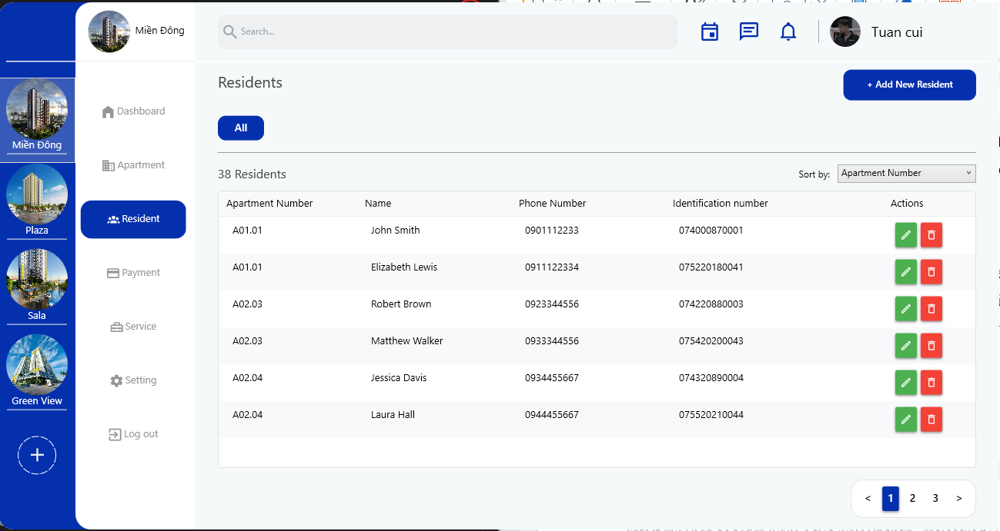 Miền Đông
Search...
Tuan cui
Residents
+ Add New Resident
All
38 Residents
Sort by:
Apartment Number
Miền Đông
Plaza
Sala
Green View
+
Dashboard
Apartment
Resident
Payment
Service
Setting
Log out
Apartment Number Name Phone Number Identification number Actions
A01.01 John Smith 0901112233 074000870001
A01.01 Elizabeth Lewis 0911122334 075220180041
A02.03 Robert Brown 0923344556 074220880003
A02.03 Matthew Walker 0933344556 075420200043
A02.04 Jessica Davis 0934455667 074320890004
A02.04 Laura Hall 0944455667 075520210044
< 1 2 3 >